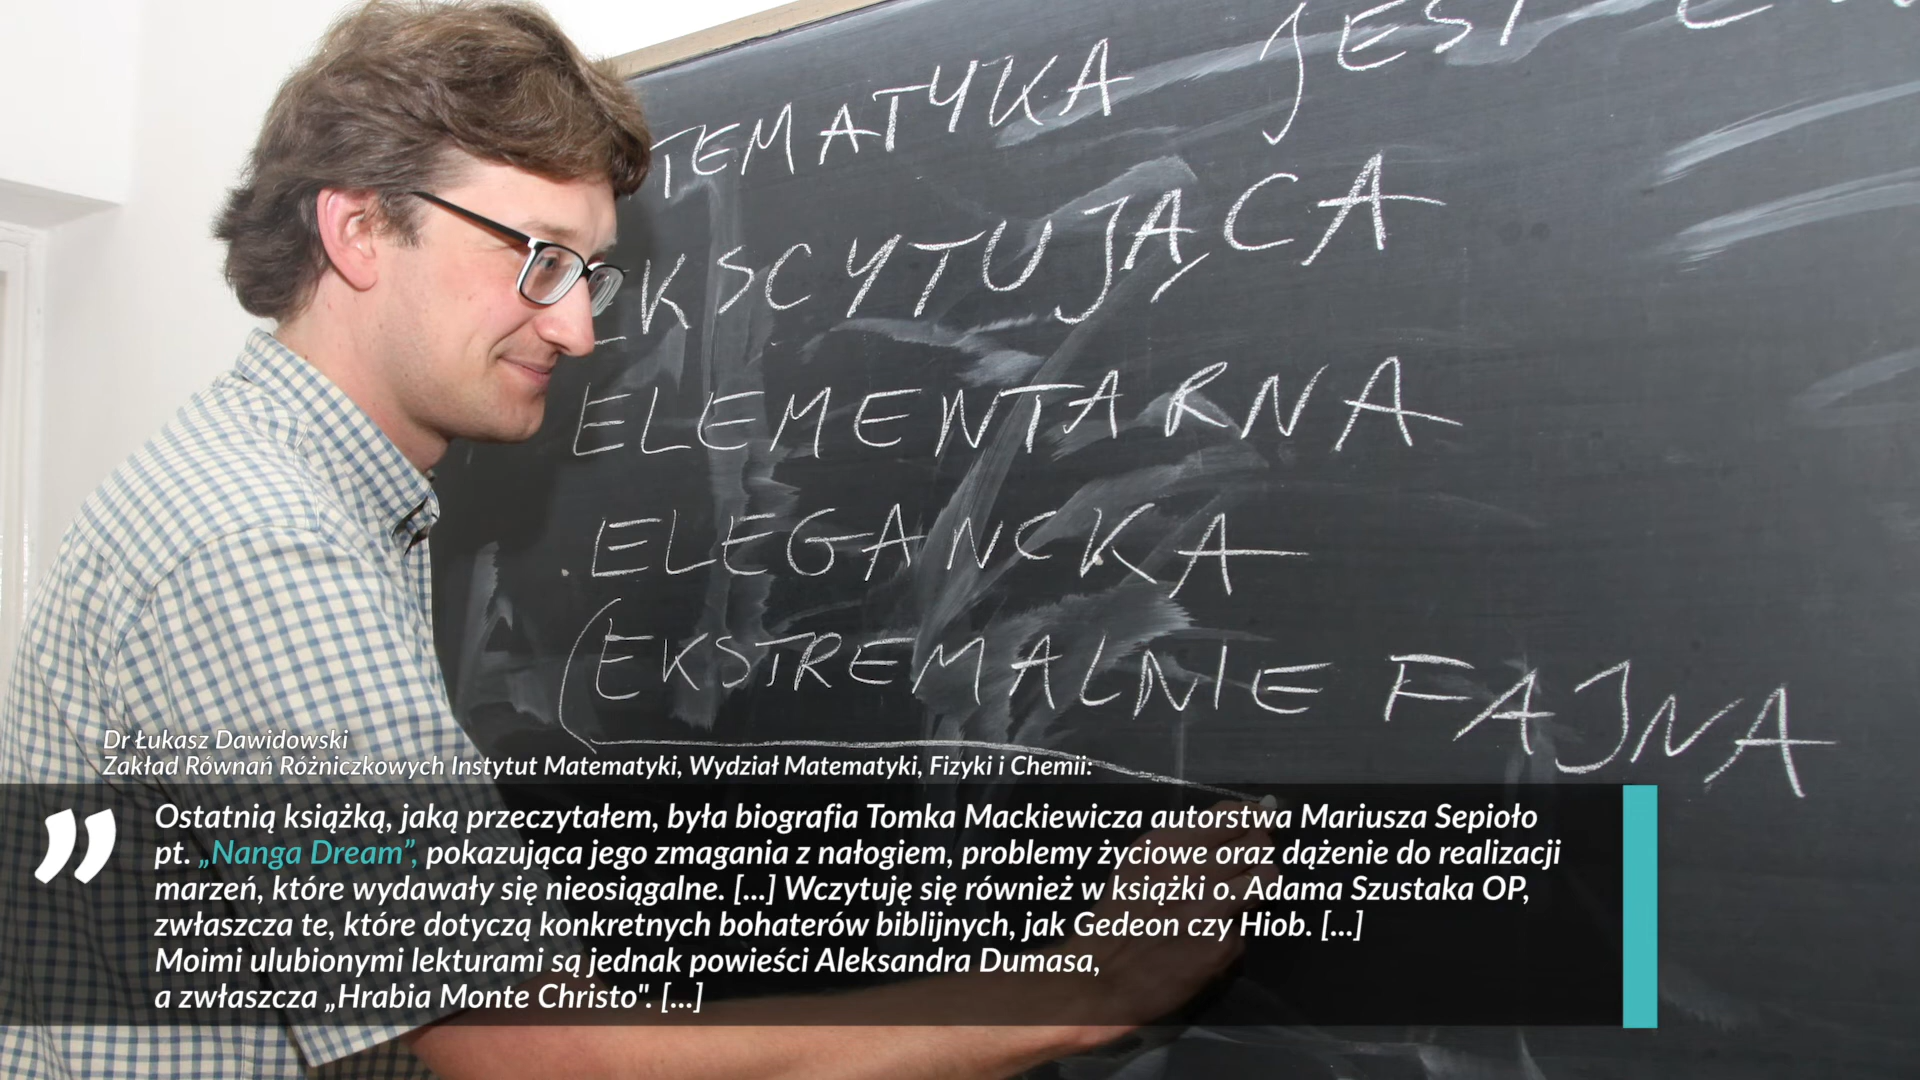 TEMATYKA JEST
EKSCYTUJĄCA
ELEMENTARNA
ELEGANCKA
(EKSTREMALNIE FAJNA
Dr Łukasz Dawidowski
Zakład Równań Różniczkowych Instytut Matematyki, Wydział Matematyki, Fizyki i Chemii:
” Ostatnią książką, jaką przeczytałem, była biografia Tomka Mackiewicza autorstwa Mariusza Sepioło
pt. „Nanga Dream”, pokazująca jego zmagania z nałogiem, problemy życiowe oraz dążenie do realizacji
marzeń, które wydawały się nieosiągalne. [...] Wczytuję się również w książki o. Adama Szustaka OP,
zwłaszcza te, które dotyczą konkretnych bohaterów biblijnych, jak Gedeon czy Hiob. [...]
Moimi ulubionymi lekturami są jednak powieści Aleksandra Dumasa,
a zwłaszcza „Hrabia Monte Christo". [...]